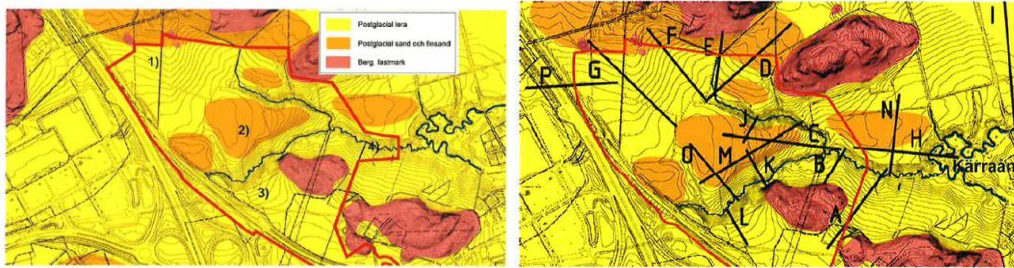 Postglacial lera
Postglacial sand och finsand
Berg, fastmark
1)
2)
3)
4)
I
F
E
P
G
D
J
N
C
H
O
M
K
B
Kärraån
L
A